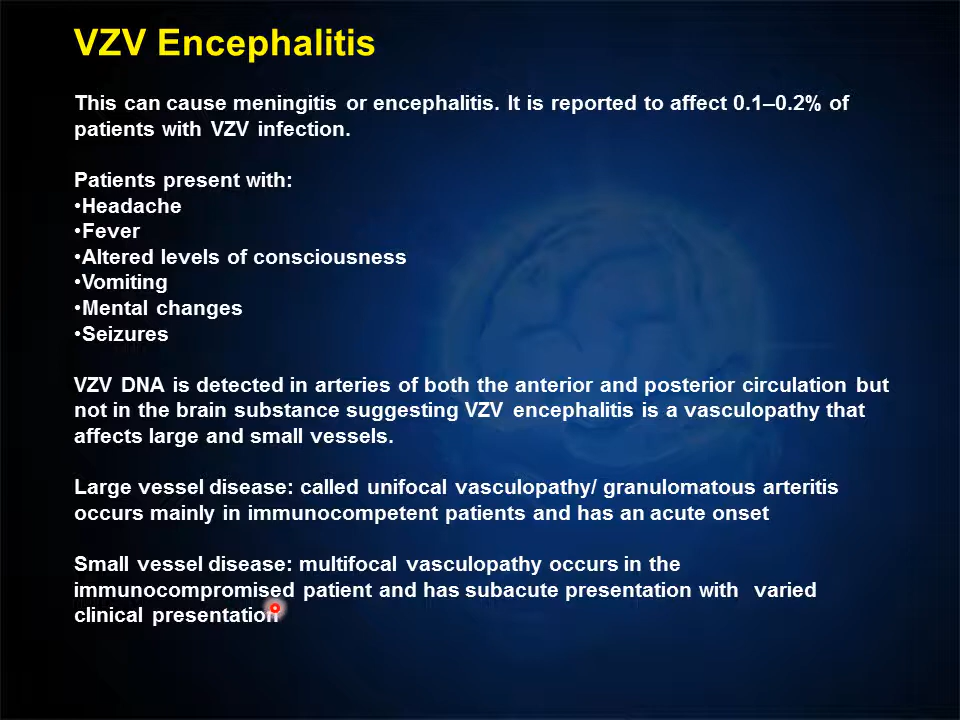 VZV Encephalitis
This can cause meningitis or encephalitis. It is reported to affect 0.1–0.2% of
patients with VZV infection.
Patients present with:
•Headache
•Fever
•Altered levels of consciousness
•Vomiting
•Mental changes
•Seizures
VZV DNA is detected in arteries of both the anterior and posterior circulation but
not in the brain substance suggesting VZV encephalitis is a vasculopathy that
affects large and small vessels.
Large vessel disease: called unifocal vasculopathy/ granulomatous arteritis
occurs mainly in immunocompetent patients and has an acute onset
Small vessel disease: multifocal vasculopathy occurs in the
immunocompromised patient and has subacute presentation with varied
clinical presentation